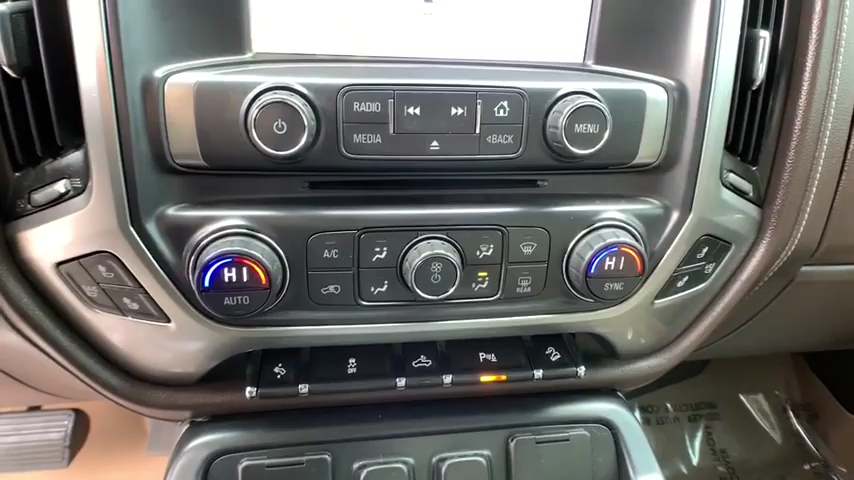 RADIO
MEDIA
BACK
MENU
HI
AUTO
A/C
REAR
HI
SYNC
OFF
P